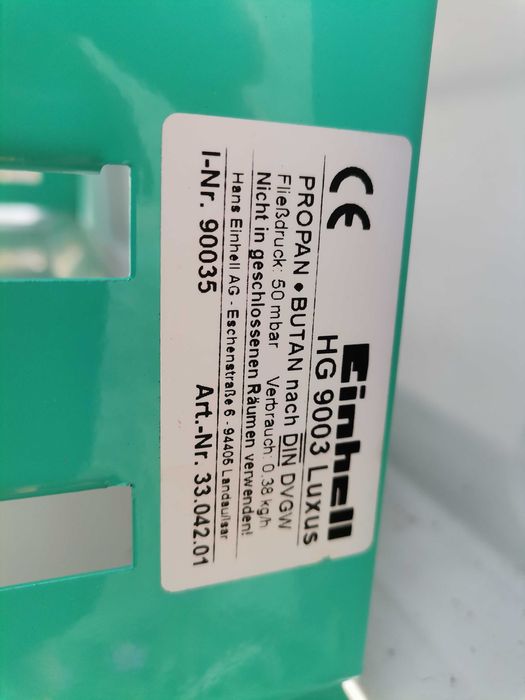 CE
Einhell
HG 9003 Luxus
PROPAN • BUTAN nach DIN DVGW
Fließdruck: 50 mbar Verbrauch: 0,38 kg/h
Nicht in geschlossenen Räumen verwenden!
Hans Einhell AG - Eschenstraße 6 - 94405 Landau/Isar
I-Nr. 90035 Art.-Nr. 33.042.01